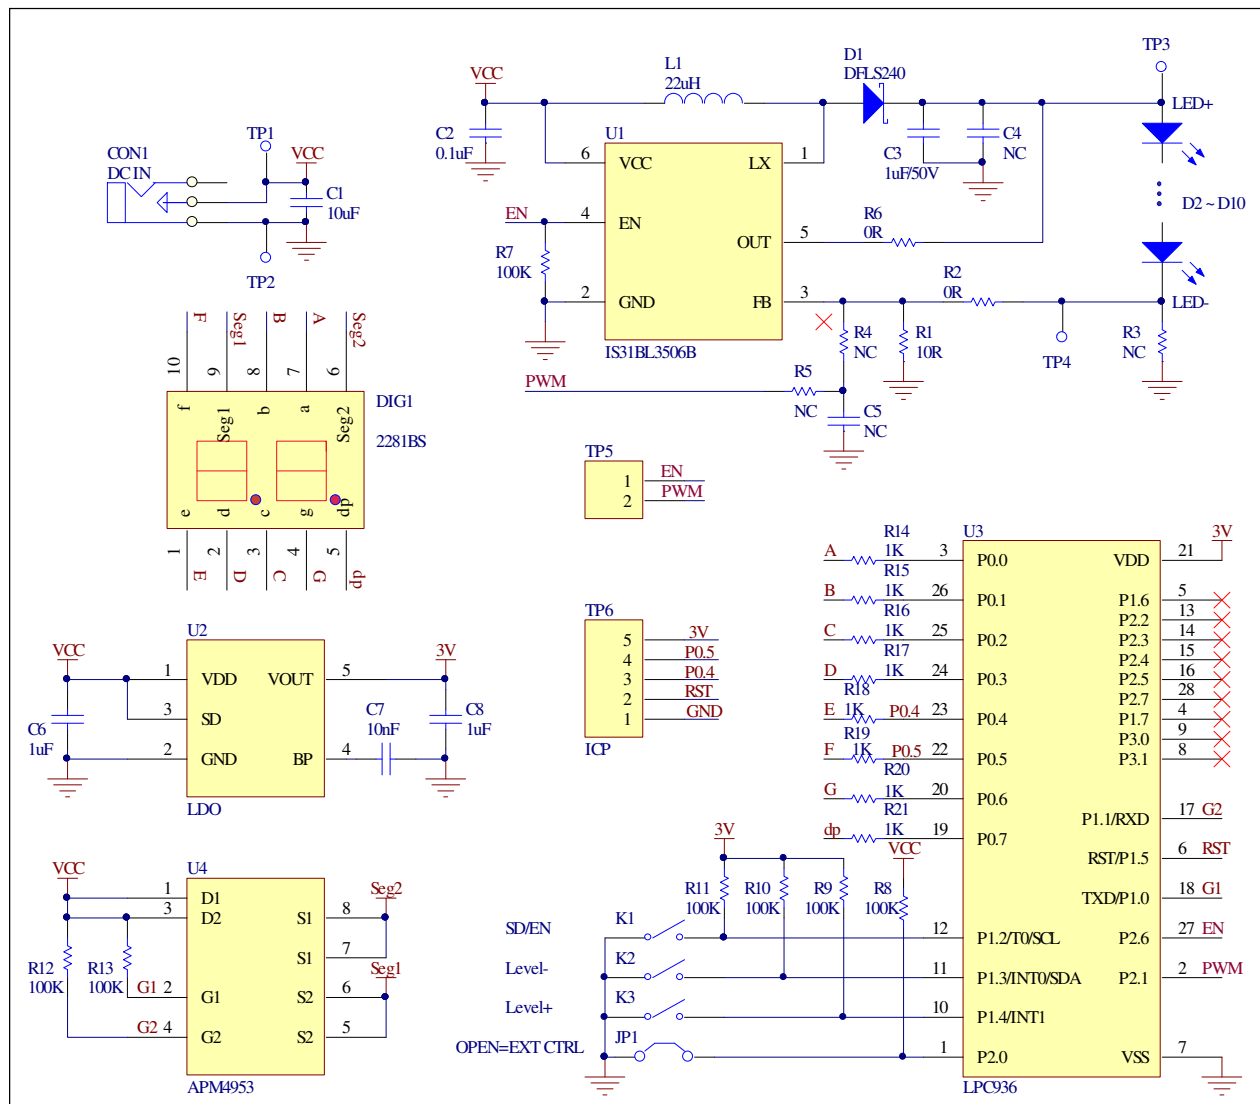 CON1
DC IN
TP1
VCC
C1
10uF
TP2
VCC
L1
22uH
D1
DFLS240
TP3
LED+
C2
0.1uF
U1
6 VCC LX 1
4 EN
OUT 5
2 GND FB 3
IS31BL3506B
EN
R7
100K
C3
1uF/50V
C4
NC
R6
0R
R2
0R
D2 ~ D10
LED-
R4
NC
R1
10R
TP4
R3
NC
PWM
R5
NC
C5
NC
F Seg1 B A Seg2
10 9 8 7 6
f Seg1 b a Seg2
DIG1
2281BS
e d c g dp
1 2 3 4 5
E D C G dp
TP5
1 EN
2 PWM
TP6
5 3V
4 P0.5
3 P0.4
2 RST
1 GND
ICP
U2
VCC
1 VDD VOUT 5
3 SD
2 GND BP 4
LDO
C6
1uF
C7
10nF
3V
C8
1uF
U4
VCC
1 D1
3 D2 S1 8
S1 7
G1 2 G1 S2 6
G2 4 G2 S2 5
APM4953
R12
100K
R13
100K
Seg2
Seg1
U3
A R14 1K 3 P0.0
B R15 1K 26 P0.1
C R16 1K 25 P0.2
D R17 1K 24 P0.3
E R18 1K P0.4 23 P0.4
F R19 1K P0.5 22 P0.5
G R20 1K 20 P0.6
dp R21 1K 19 P0.7
VDD 21 3V
P1.6 5
P2.2 13
P2.3 14
P2.4 15
P2.5 16
P2.7 28
P1.7 4
P3.0 9
P3.1 8
P1.1/RXD 17 G2
RST/P1.5 6 RST
TXD/P1.0 18 G1
P2.6 27 EN
P2.1 2 PWM
VSS 7
3V
VCC
R11
100K
R10
100K
R9
100K
R8
100K
SD/EN K1 12 P1.2/T0/SCL
Level- K2 11 P1.3/INT0/SDA
Level+ K3 10 P1.4/INT1
OPEN=EXT CTRL JP1 1 P2.0
LPC936